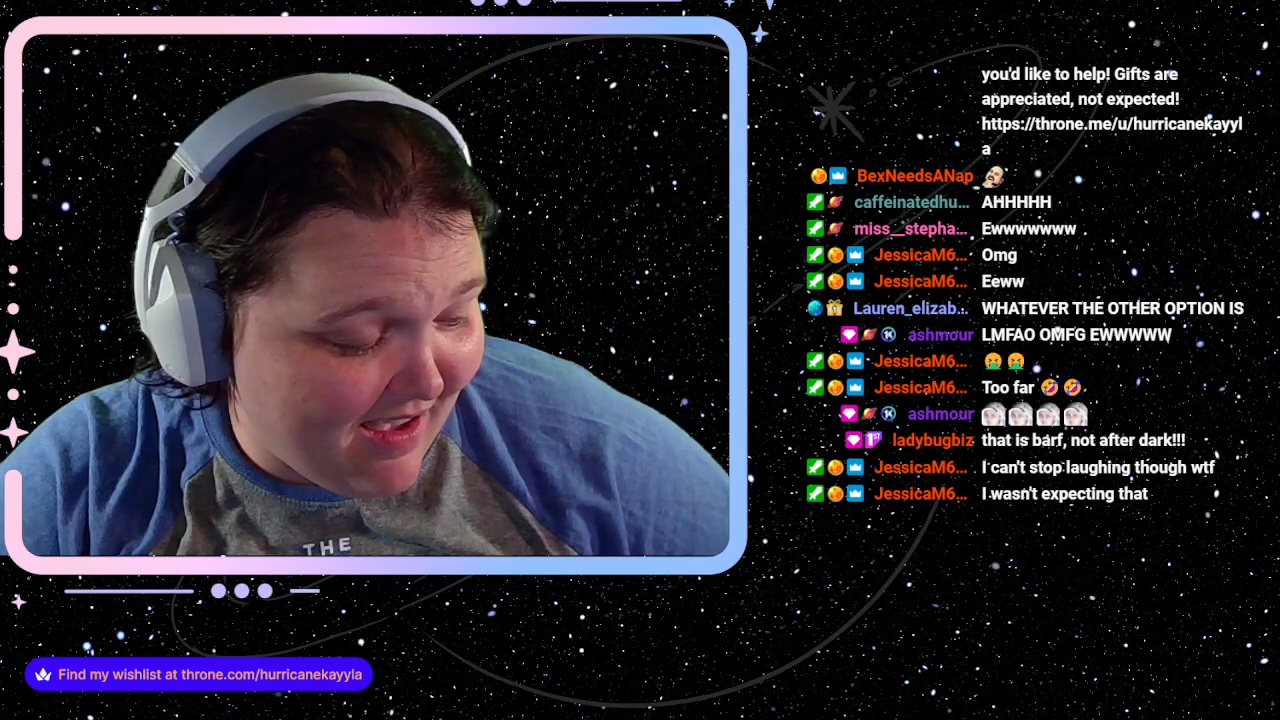 you'd like to help! Gifts are
appreciated, not expected!
https://throne.me/u/hurricanekayyl
a
BexNeedsANap
caffeinatedhu... AHHHHH
miss__stepha... Ewwwwwww
JessicaM6... Omg
JessicaM6... Eeww
Lauren_elizab... WHATEVER THE OTHER OPTION IS
ashmour LMFAO OMFG EWWWWW
JessicaM6... 🤮 🤮
JessicaM6... Too far 🤣 🤣
ashmour
ladybugbiz that is barf, not after dark!!!
JessicaM6... I can't stop laughing though wtf
JessicaM6... I wasn't expecting that
THE
Find my wishlist at throne.com/hurricanekayyla